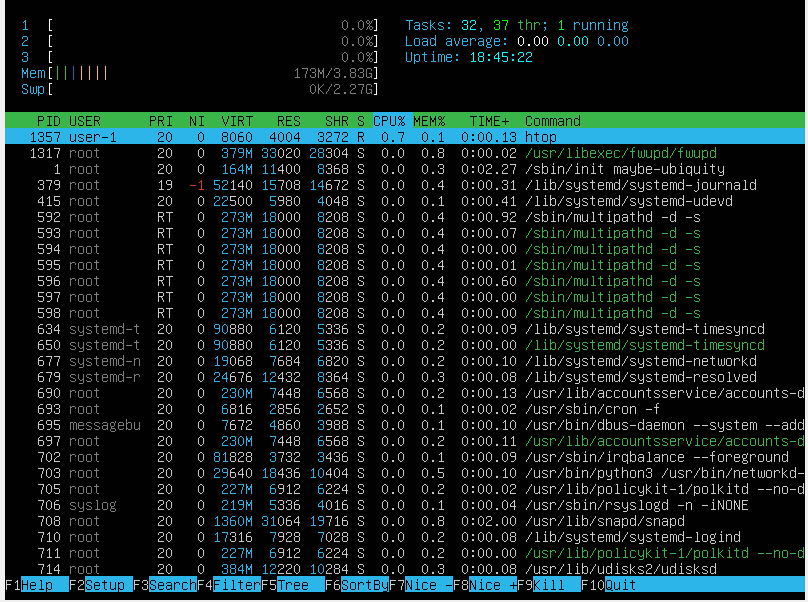 1 [ 0.0%] Tasks: 32, 37 thr; 1 running
2 [ 0.0%] Load average: 0.00 0.00 0.00
3 [ 0.0%] Uptime: 18:45:22
Mem[||||||| 173M/3.83G]
Swp[ 0K/2.27G]
PID USER PRI NI VIRT RES SHR S CPU% MEM% TIME+ Command
1357 user-1 20 0 8060 4004 3272 R 0.7 0.1 0:00.13 htop
1317 root 20 0 379M 33020 28304 S 0.0 0.8 0:00.02 /usr/libexec/fwupd/fwupd
1 root 20 0 164M 11400 8368 S 0.0 0.3 0:02.27 /sbin/init maybe-ubiquity
379 root 19 -1 52140 15708 14672 S 0.0 0.4 0:00.31 /lib/systemd/systemd-journald
415 root 20 0 22500 5980 4048 S 0.0 0.1 0:00.41 /lib/systemd/systemd-udevd
592 root RT 0 273M 18000 8208 S 0.0 0.4 0:00.92 /sbin/multipathd -d -s
593 root RT 0 273M 18000 8208 S 0.0 0.4 0:00.07 /sbin/multipathd -d -s
594 root RT 0 273M 18000 8208 S 0.0 0.4 0:00.00 /sbin/multipathd -d -s
595 root RT 0 273M 18000 8208 S 0.0 0.4 0:00.01 /sbin/multipathd -d -s
596 root RT 0 273M 18000 8208 S 0.0 0.4 0:00.60 /sbin/multipathd -d -s
597 root RT 0 273M 18000 8208 S 0.0 0.4 0:00.00 /sbin/multipathd -d -s
598 root RT 0 273M 18000 8208 S 0.0 0.4 0:00.00 /sbin/multipathd -d -s
634 systemd-t 20 0 90880 6120 5336 S 0.0 0.2 0:00.09 /lib/systemd/systemd-timesyncd
650 systemd-t 20 0 90880 6120 5336 S 0.0 0.2 0:00.00 /lib/systemd/systemd-timesyncd
677 systemd-n 20 0 19068 7684 6820 S 0.0 0.2 0:00.10 /lib/systemd/systemd-networkd
679 systemd-r 20 0 24676 12432 8364 S 0.0 0.3 0:00.08 /lib/systemd/systemd-resolved
690 root 20 0 230M 7448 6568 S 0.0 0.2 0:00.13 /usr/lib/accountsservice/accounts-d
693 root 20 0 6816 2856 2652 S 0.0 0.1 0:00.02 /usr/sbin/cron -f
695 messagebu 20 0 7672 4860 3988 S 0.0 0.1 0:00.10 /usr/bin/dbus-daemon --system --add
697 root 20 0 230M 7448 6568 S 0.0 0.2 0:00.11 /usr/lib/accountsservice/accounts-d
702 root 20 0 81828 3732 3436 S 0.0 0.1 0:00.09 /usr/sbin/irqbalance --foreground
703 root 20 0 29640 18436 10404 S 0.0 0.5 0:00.10 /usr/bin/python3 /usr/bin/networkd-
705 root 20 0 227M 6912 6224 S 0.0 0.2 0:00.02 /usr/lib/policykit-1/polkitd --no-d
706 syslog 20 0 219M 5336 4016 S 0.0 0.1 0:00.04 /usr/sbin/rsyslogd -n -iNONE
708 root 20 0 1360M 31064 19716 S 0.0 0.8 0:02.00 /usr/lib/snapd/snapd
710 root 20 0 17316 7928 7028 S 0.0 0.2 0:00.08 /lib/systemd/systemd-logind
711 root 20 0 227M 6912 6224 S 0.0 0.2 0:00.00 /usr/lib/policykit-1/polkitd --no-d
714 root 20 0 384M 12220 10284 S 0.0 0.3 0:00.08 /usr/lib/udisks2/udisksd
F1Help F2Setup F3SearchF4FilterF5Tree F6SortByF7Nice -F8Nice +F9Kill F10Quit